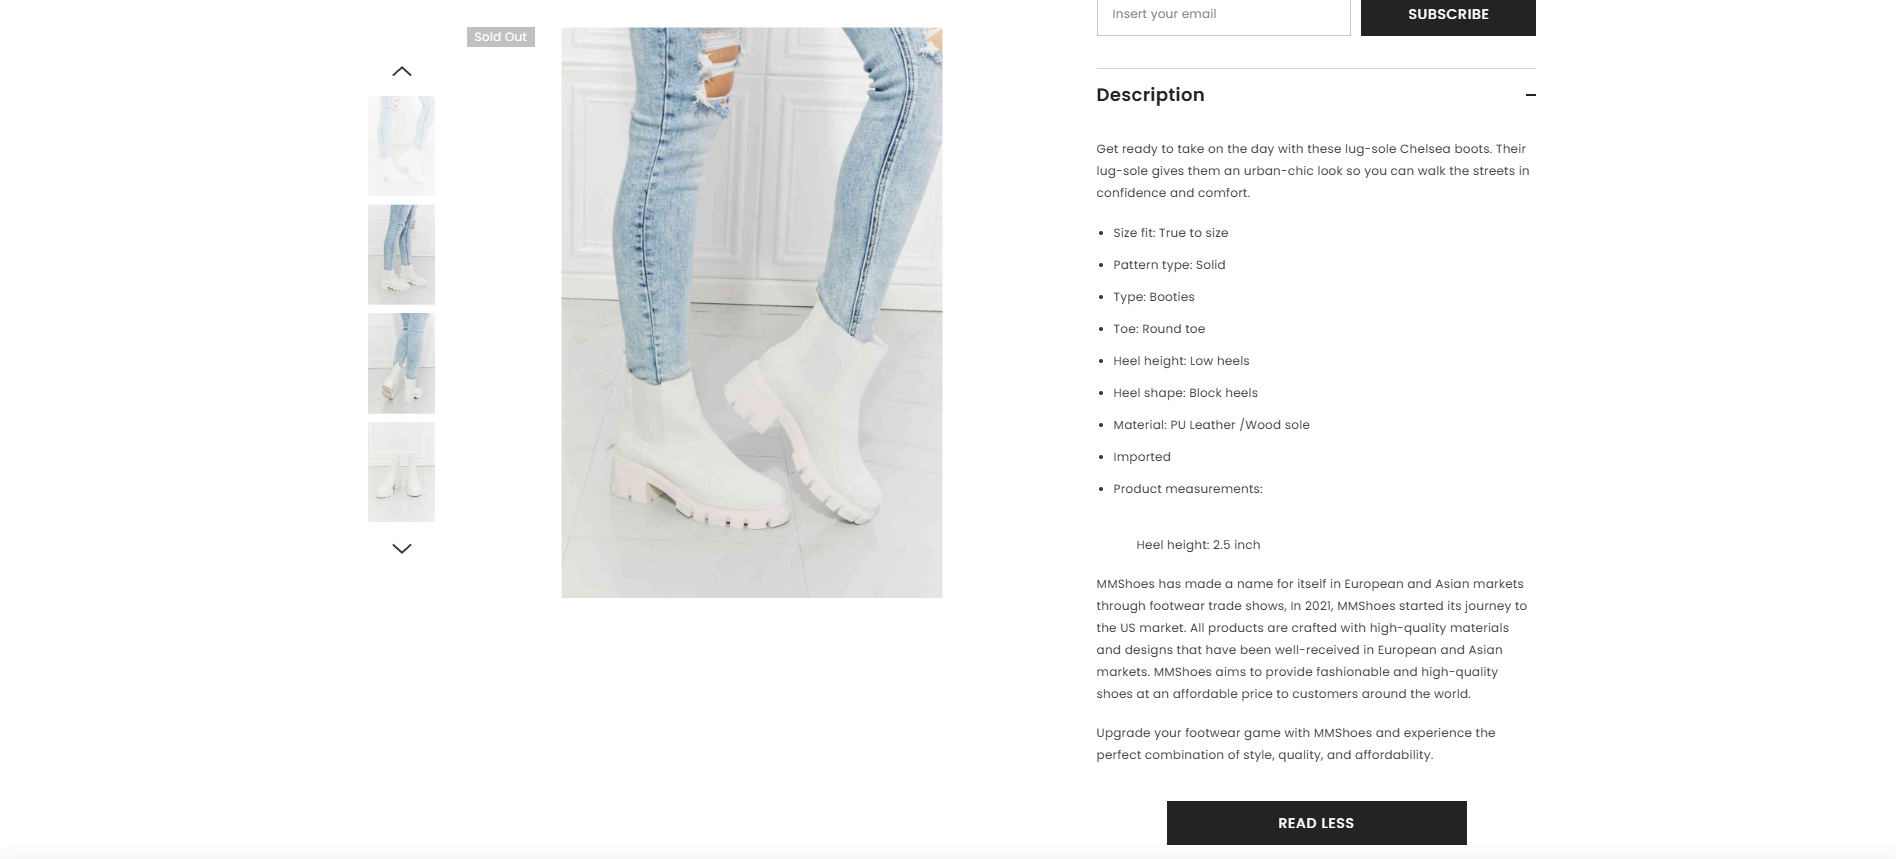 Sold Out
Insert your email
SUBSCRIBE
Description
Get ready to take on the day with these lug-sole Chelsea boots. Their
lug-sole gives them an urban-chic look so you can walk the streets in
confidence and comfort.
Size fit: True to size
Pattern type: Solid
Type: Booties
Toe: Round toe
Heel height: Low heels
Heel shape: Block heels
Material: PU Leather /Wood sole
Imported
Product measurements:
Heel height: 2.5 inch
MMShoes has made a name for itself in European and Asian markets
through footwear trade shows, In 2021, MMShoes started its journey to
the US market. All products are crafted with high-quality materials
and designs that have been well-received in European and Asian
markets. MMShoes aims to provide fashionable and high-quality
shoes at an affordable price to customers around the world.
Upgrade your footwear game with MMShoes and experience the
perfect combination of style, quality, and affordability.
READ LESS